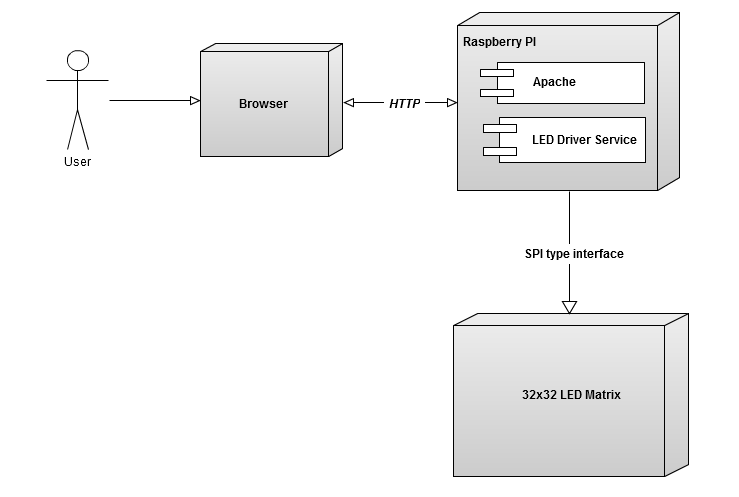 Raspberry PI
Apache
Browser
HTTP
LED Driver Service
User
SPI type interface
32x32 LED Matrix